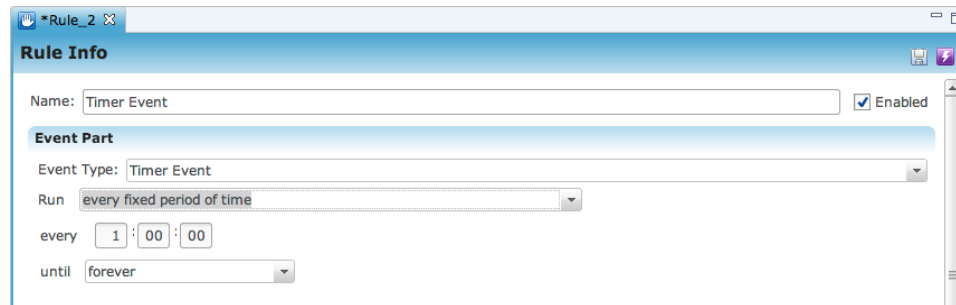 *Rule_2
Rule Info
Name: Timer Event Enabled
Event Part
Event Type: Timer Event
Run every fixed period of time
every 1 : 00 : 00
until forever